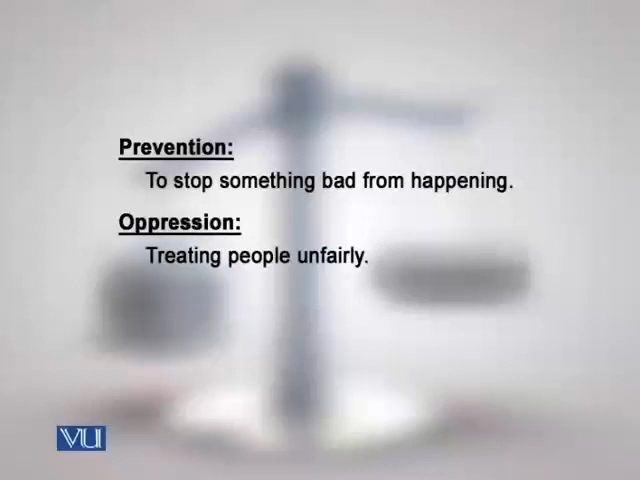 Prevention:
To stop something bad from happening.
Oppression:
Treating people unfairly.
VU